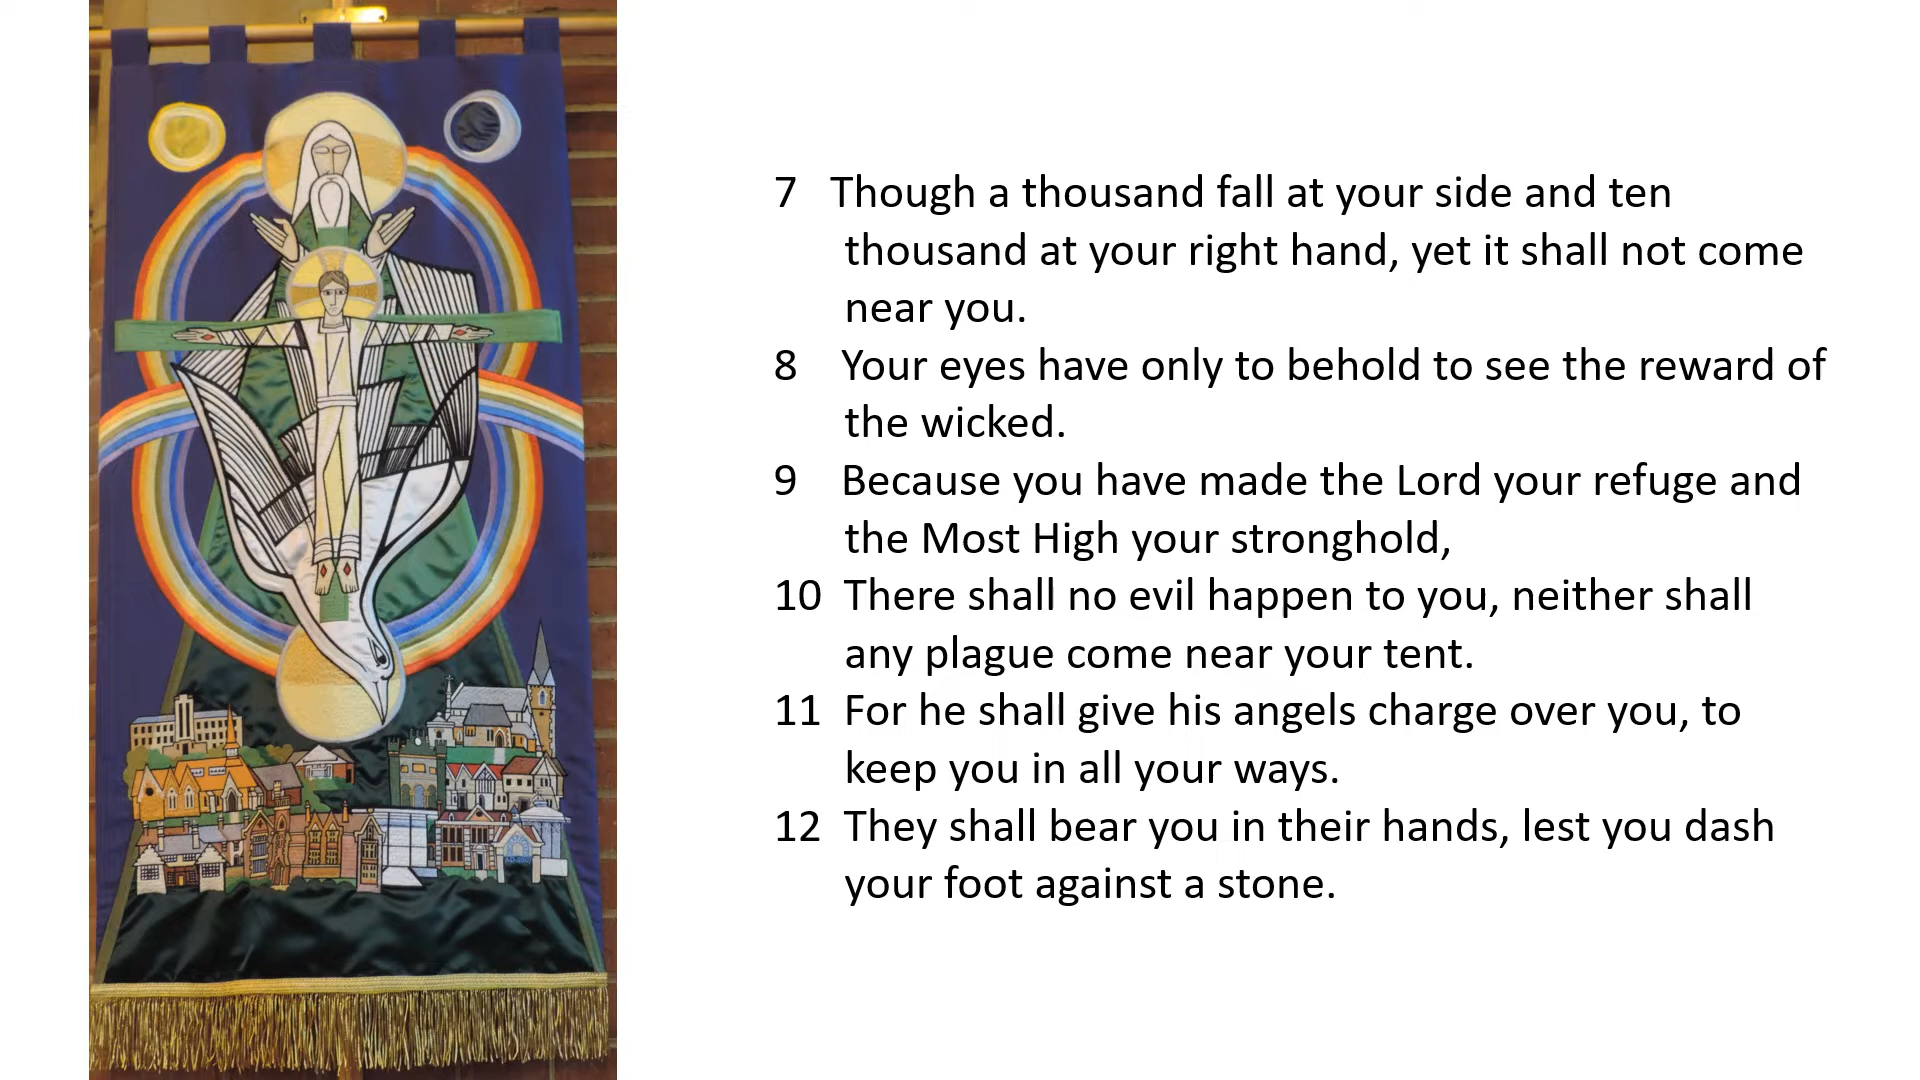 7 Though a thousand fall at your side and ten
thousand at your right hand, yet it shall not come
near you.
8 Your eyes have only to behold to see the reward of
the wicked.
9 Because you have made the Lord your refuge and
the Most High your stronghold,
10 There shall no evil happen to you, neither shall
any plague come near your tent.
11 For he shall give his angels charge over you, to
keep you in all your ways.
12 They shall bear you in their hands, lest you dash
your foot against a stone.